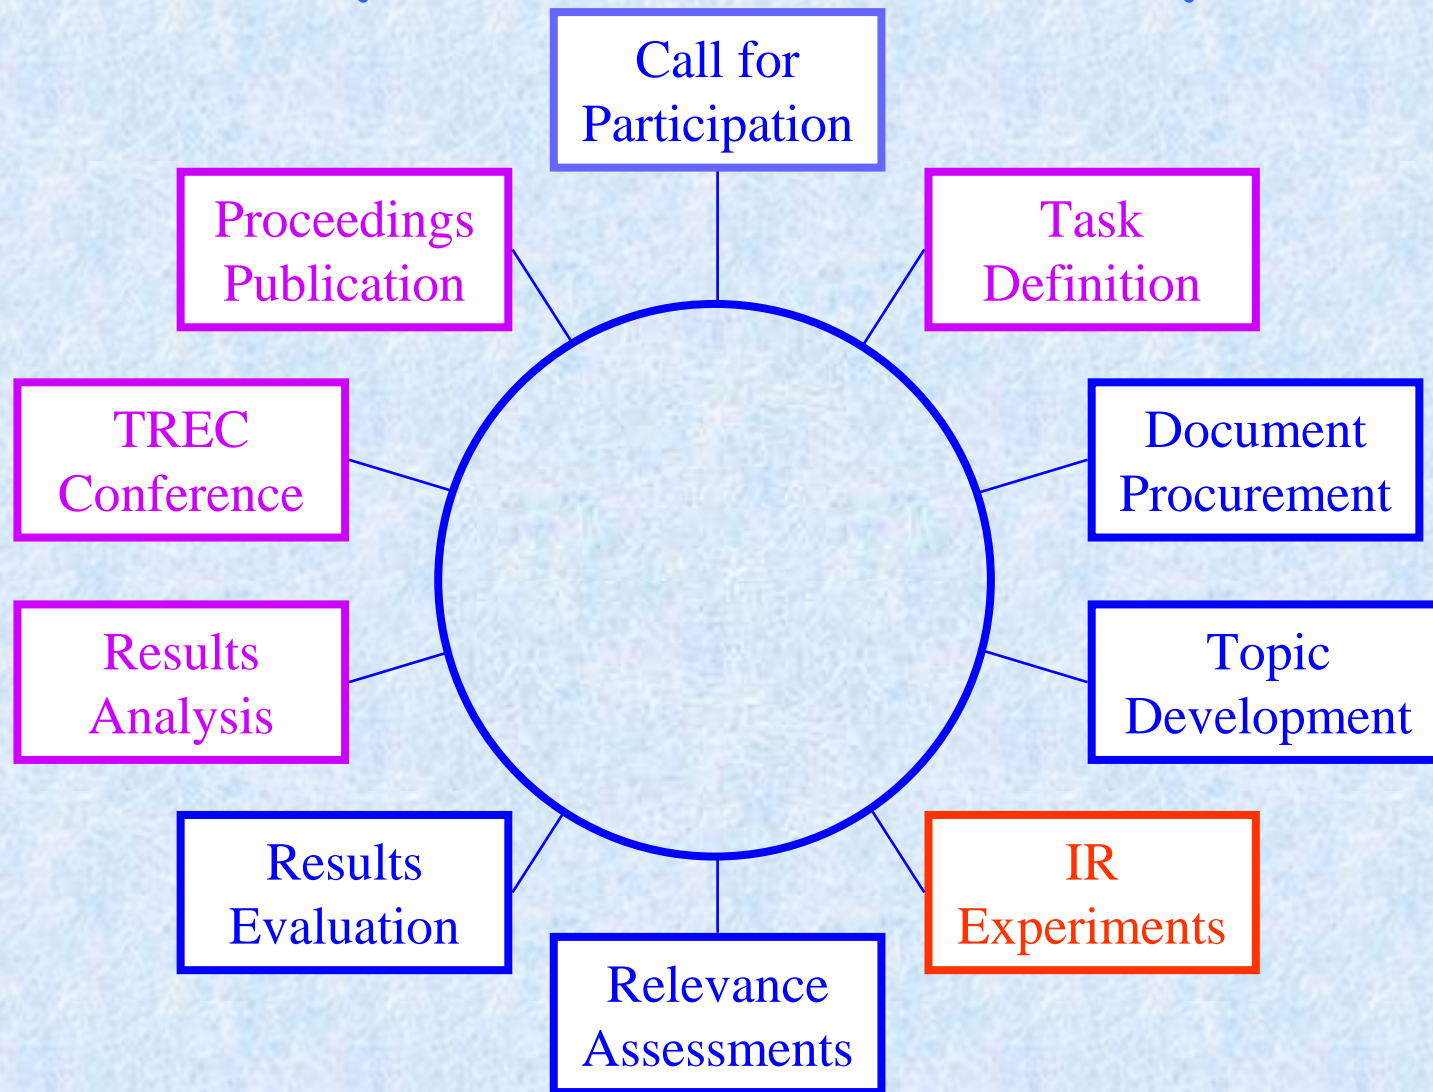 Call for
Participation
Proceedings
Publication
Task
Definition
TREC
Conference
Document
Procurement
Results
Analysis
Topic
Development
Results
Evaluation
IR
Experiments
Relevance
Assessments